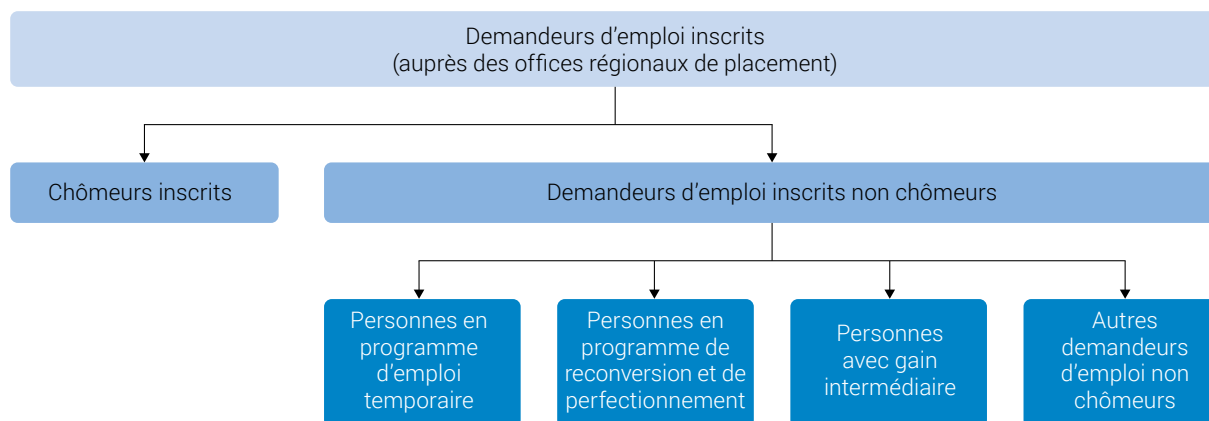 Demandeurs d’emploi inscrits
(auprès des offices régionaux de placement)
Chômeurs inscrits
Demandeurs d’emploi inscrits non chômeurs
Personnes en
programme
d’emploi
temporaire
Personnes en
programme de
reconversion et de
perfectionnement
Personnes
avec gain
intermédiaire
Autres
demandeurs
d’emploi non
chômeurs